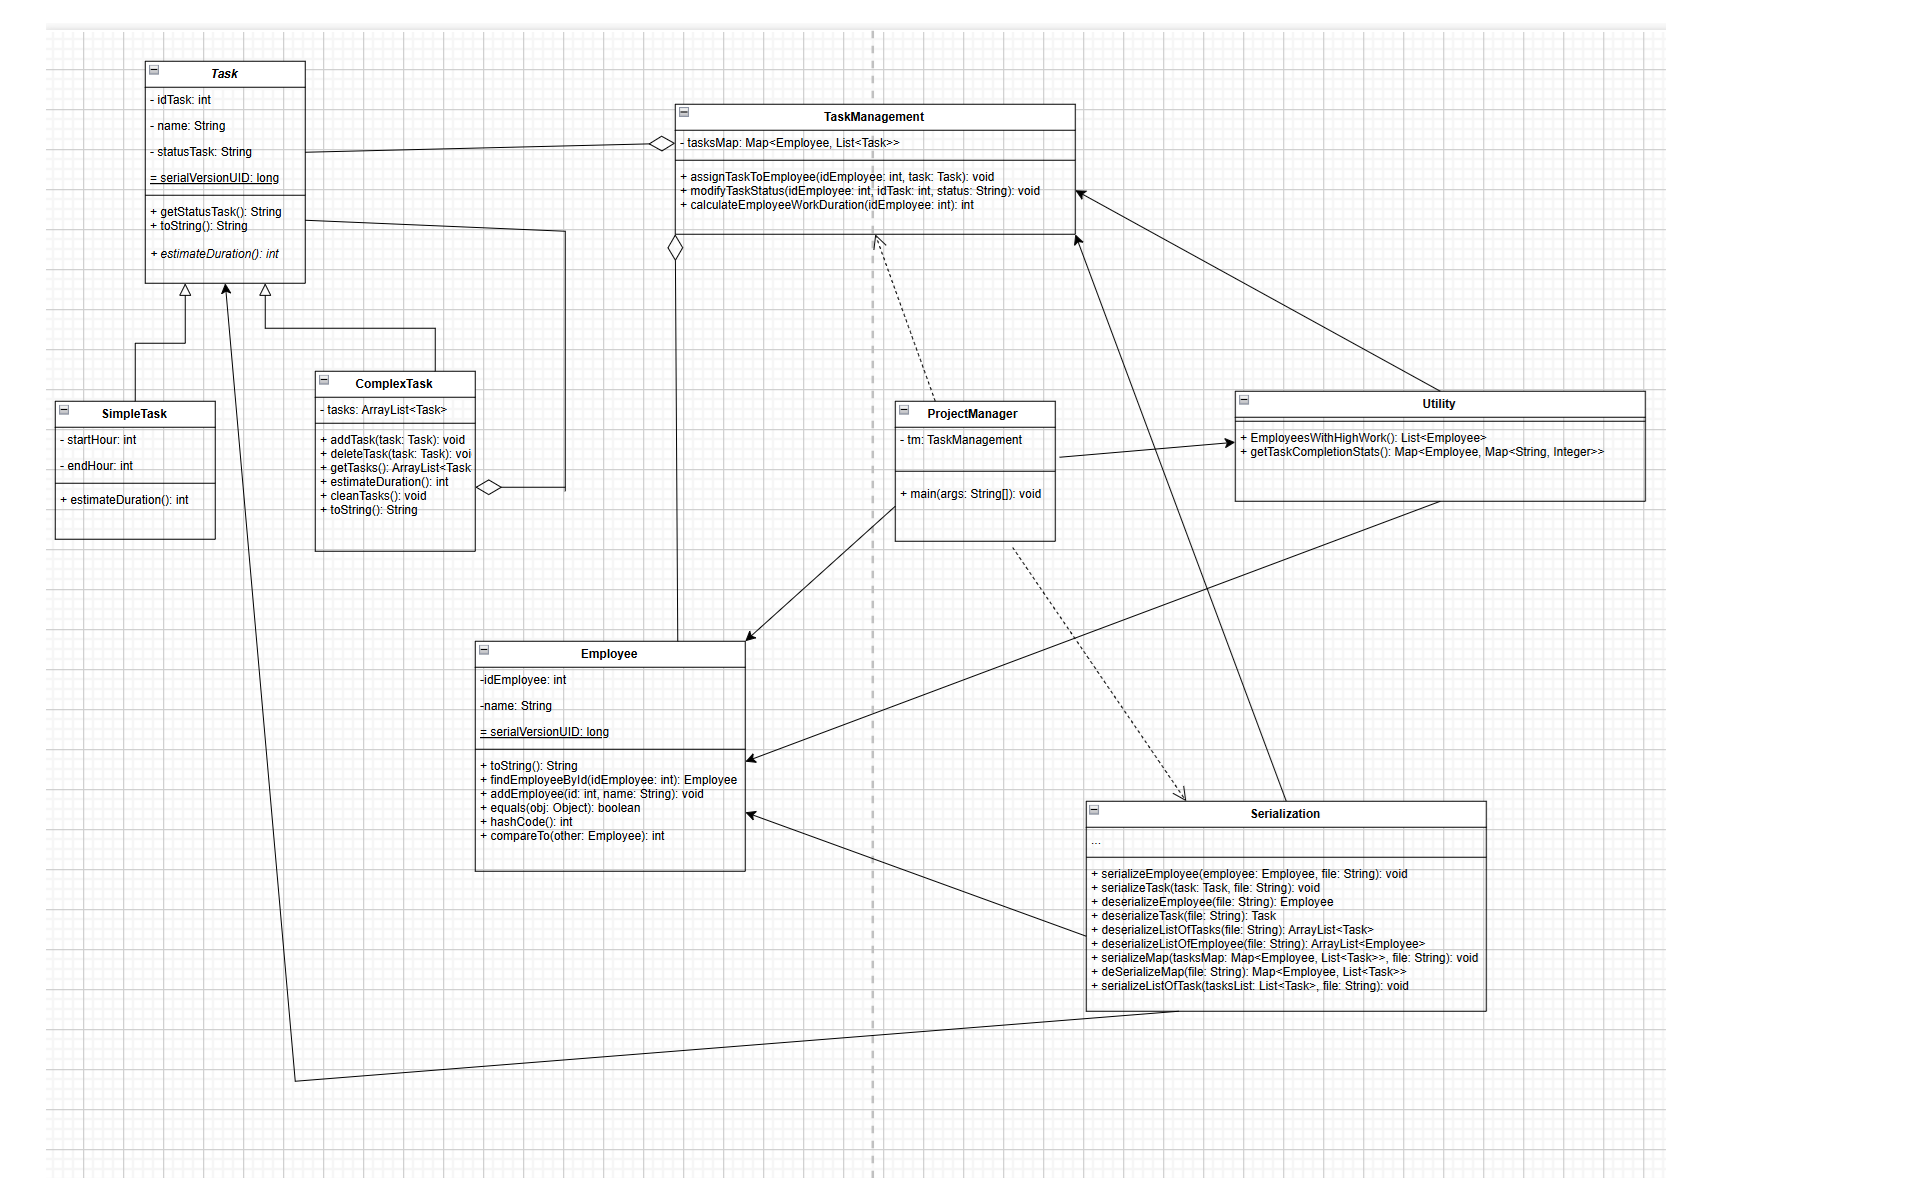 Task
- idTask: int
- name: String
- statusTask: String
= serialVersionUID: long
+ getStatusTask(): String
+ toString(): String
+ estimateDuration(): int
TaskManagement
- tasksMap: Map<Employee, List<Task>>
+ assignTaskToEmployee(idEmployee: int, task: Task): void
+ modifyTaskStatus(idEmployee: int, idTask: int, status: String): void
+ calculateEmployeeWorkDuration(idEmployee: int): int
SimpleTask
- startHour: int
- endHour: int
+ estimateDuration(): int
ComplexTask
- tasks: ArrayList<Task>
+ addTask(task: Task): void
+ deleteTask(task: Task): voi
+ getTasks(): ArrayList<Task
+ estimateDuration(): int
+ cleanTasks(): void
+ toString(): String
ProjectManager
- tm: TaskManagement
+ main(args: String[]): void
Utility
+ EmployeesWithHighWork(): List<Employee>
+ getTaskCompletionStats(): Map<Employee, Map<String, Integer>>
Employee
-idEmployee: int
-name: String
= serialVersionUID: long
+ toString(): String
+ findEmployeeById(idEmployee: int): Employee
+ addEmployee(id: int, name: String): void
+ equals(obj: Object): boolean
+ hashCode(): int
+ compareTo(other: Employee): int
Serialization
...
+ serializeEmployee(employee: Employee, file: String): void
+ serializeTask(task: Task, file: String): void
+ deserializeEmployee(file: String): Employee
+ deserializeTask(file: String): Task
+ deserializeListOfTasks(file: String): ArrayList<Task>
+ deserializeListOfEmployee(file: String): ArrayList<Employee>
+ serializeMap(tasksMap: Map<Employee, List<Task>>, file: String): void
+ deSerializeMap(file: String): Map<Employee, List<Task>>
+ serializeListOfTask(tasksList: List<Task>, file: String): void